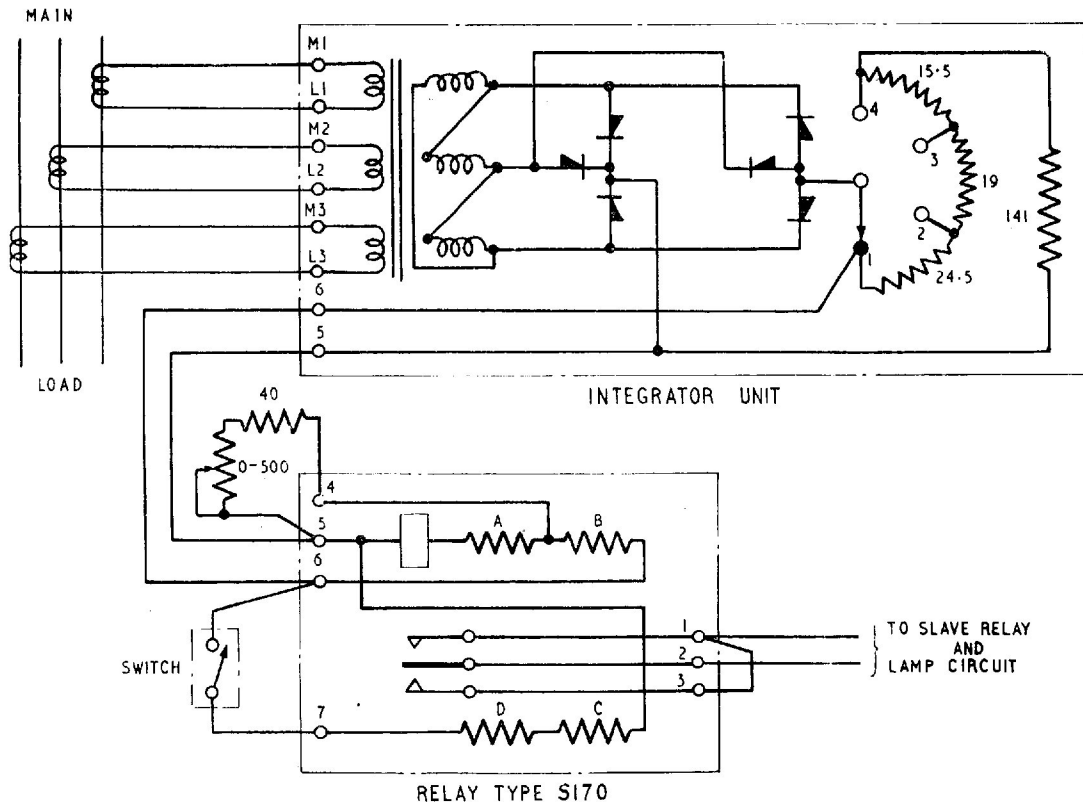 MAIN
M1
L1
M2
L2
M3
L3
6
5
LOAD
15·5
4
3
19
2
141
1
24·5
INTEGRATOR UNIT
40
0-500
4
5
6
A
B
SWITCH
1
2
3
TO SLAVE RELAY
AND
LAMP CIRCUIT
7
D
C
RELAY TYPE S170